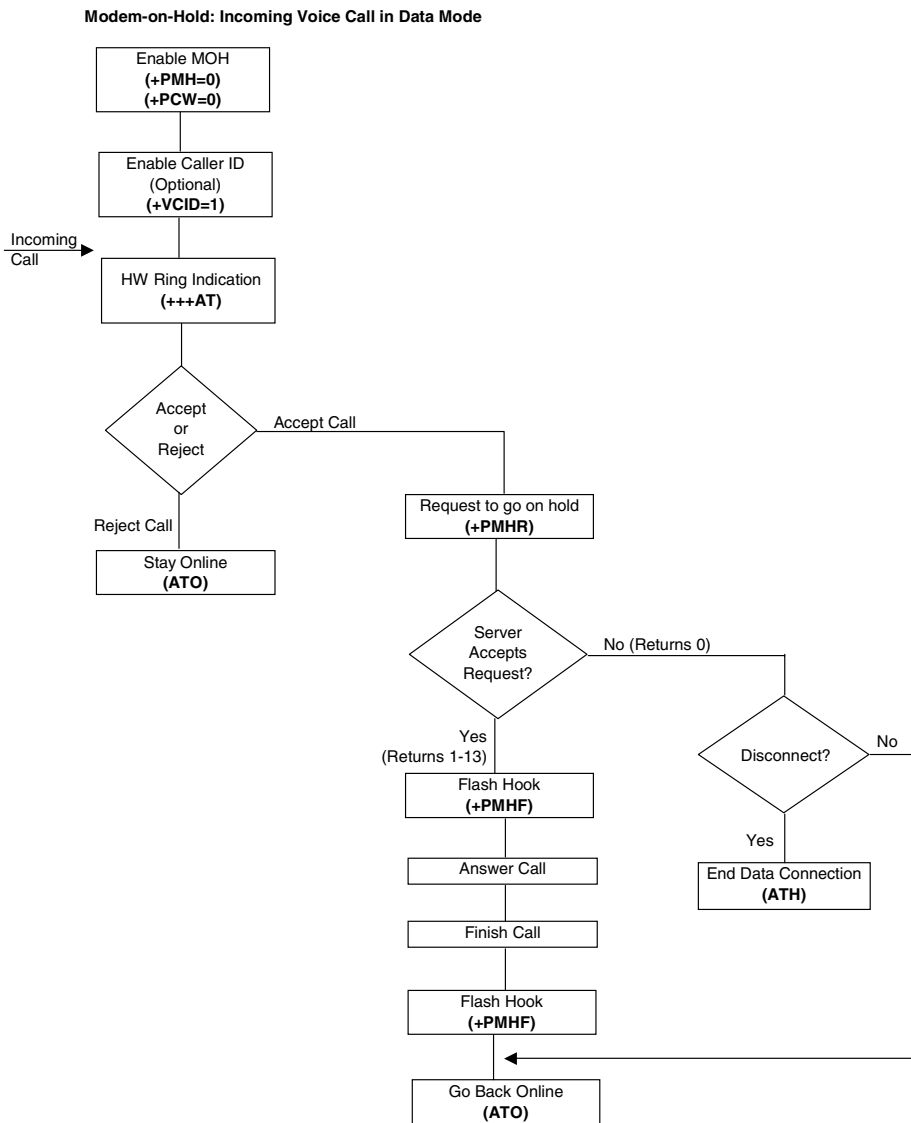 Modem-on-Hold: Incoming Voice Call in Data Mode
Enable MOH
(+PMH=0)
(+PCW=0)
Enable Caller ID
(Optional)
(+VCID=1)
Incoming
Call
HW Ring Indication
(+++AT)
Accept
or
Reject
Accept Call
Reject Call
Stay Online
(ATO)
Request to go on hold
(+PMHR)
Server
Accepts
Request?
No (Returns 0)
Yes
(Returns 1-13)
Disconnect?
No
Yes
End Data Connection
(ATH)
Flash Hook
(+PMHF)
Answer Call
Finish Call
Flash Hook
(+PMHF)
Go Back Online
(ATO)